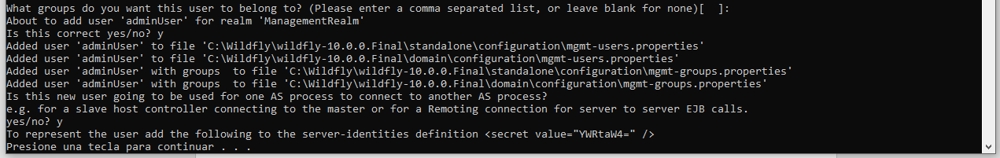 What groups do you want this user to belong to? (Please enter a comma separated list, or leave blank for none)[  ]:
About to add user 'adminUser' for realm 'ManagementRealm'
Is this correct yes/no? y
Added user 'adminUser' to file 'C:\Wildfly\wildfly-10.0.0.Final\standalone\configuration\mgmt-users.properties'
Added user 'adminUser' to file 'C:\Wildfly\wildfly-10.0.0.Final\domain\configuration\mgmt-users.properties'
Added user 'adminUser' with groups  to file 'C:\Wildfly\wildfly-10.0.0.Final\standalone\configuration\mgmt-groups.properties'
Added user 'adminUser' with groups  to file 'C:\Wildfly\wildfly-10.0.0.Final\domain\configuration\mgmt-groups.properties'
Is this new user going to be used for one AS process to connect to another AS process?
e.g. for a slave host controller connecting to the master or for a Remoting connection for server to server EJB calls.
yes/no? y
To represent the user add the following to the server-identities definition <secret value="YWRtaW4=" />
Presione una tecla para continuar . . .